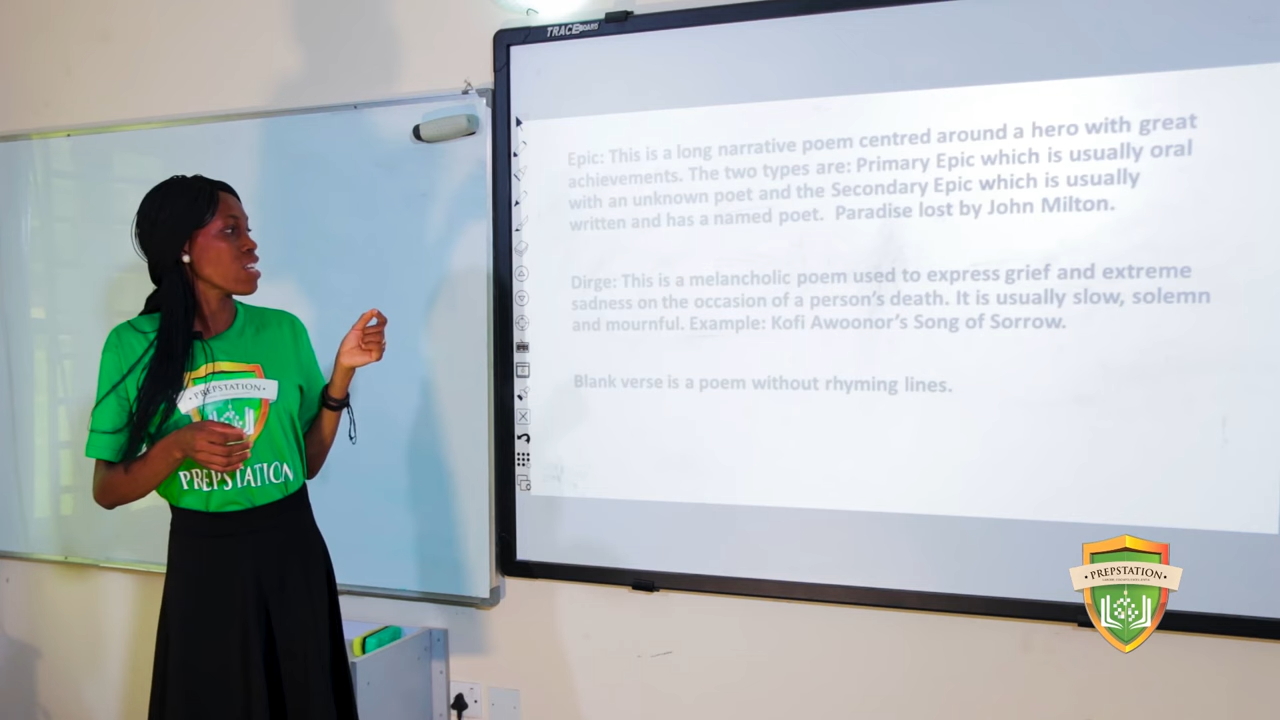 TRACEBOARD
Epic: This is a long narrative poem centred around a hero with great
achievements. The two types are: Primary Epic which is usually oral
with an unknown poet and the Secondary Epic which is usually
written and has a named poet. Paradise lost by John Milton.
Dirge: This is a melancholic poem used to express grief and extreme
sadness on the occasion of a person's death. It is usually slow, solemn
and mournful. Example: Kofi Awoonor's Song of Sorrow.
Blank verse is a poem without rhyming lines.
•PREPSTATION•
PREPSTATION
•PREPSTATION•